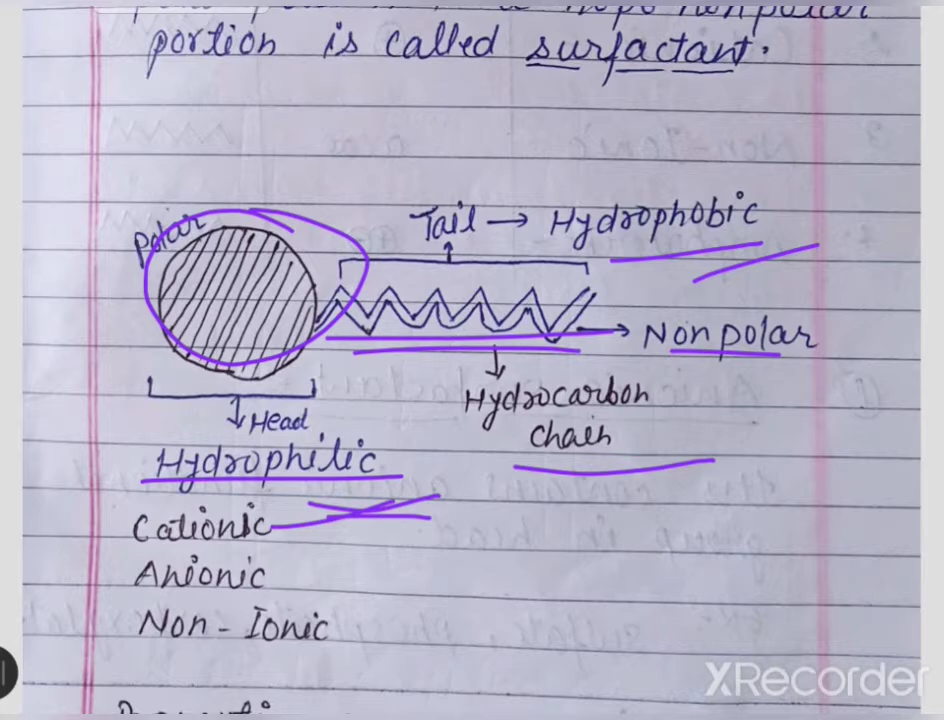 portion is called surfactant.
Polar
Tail → Hydrophobic
Nonpolar
Hydrocarbon
chain
Head
Hydrophilic
Cationic
Anionic
Non-Ionic
XRecorder